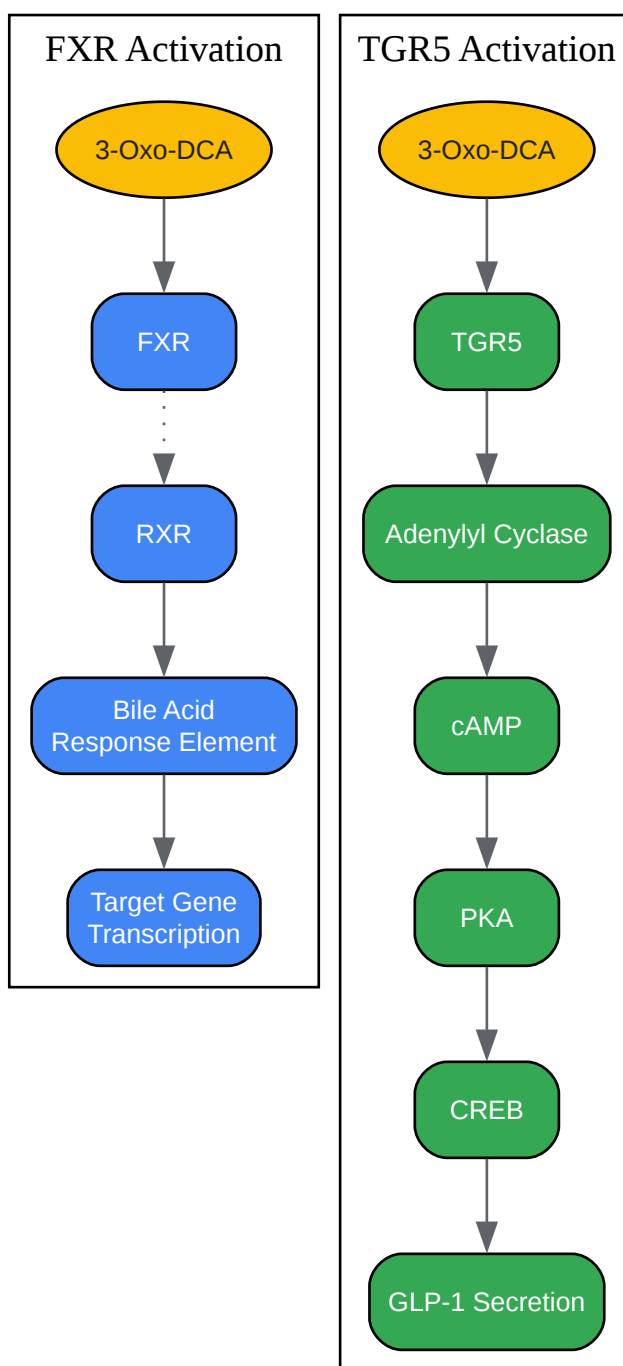 FXR Activation
3-Oxo-DCA
FXR
RXR
Bile Acid
Response Element
Target Gene
Transcription
TGR5 Activation
3-Oxo-DCA
TGR5
Adenylyl Cyclase
cAMP
PKA
CREB
GLP-1 Secretion